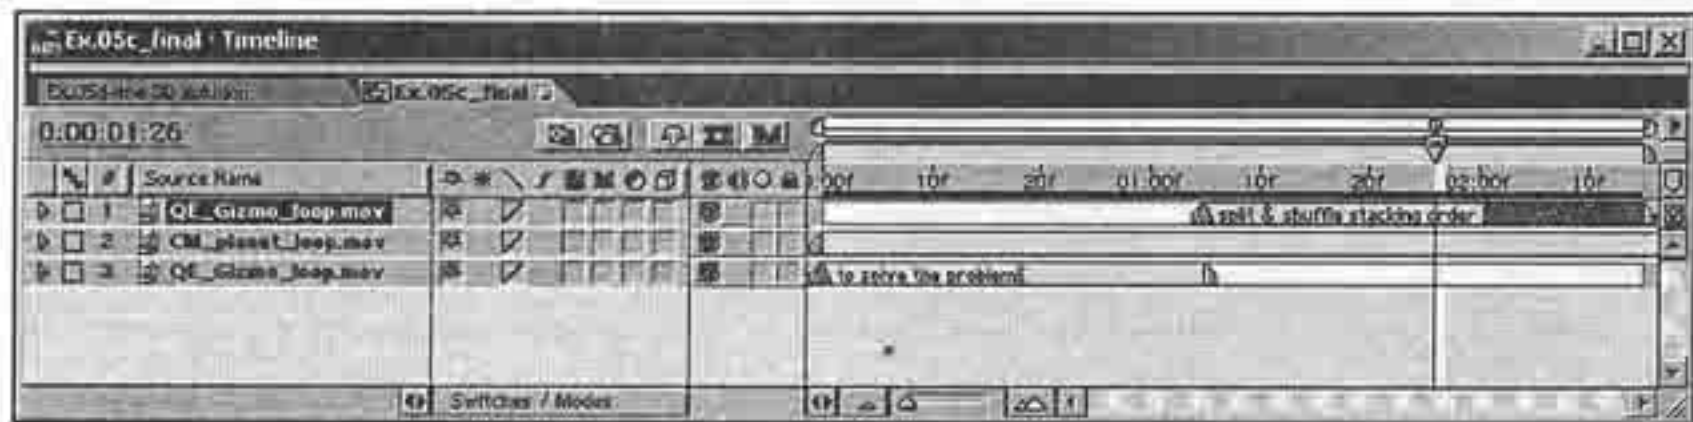 Ex.05c_final · Timeline
Ex.05c_final
0:00:01:26
# Source Name
:00f 10f 20f 01:00f 10f 20f 02:00f 10f
1 QE_Gizmo_loop.mov split & shuffle stacking order
2 CM_planet_loop.mov
3 QE_Gizmo_loop.mov to solve the problem!
Switches / Modes